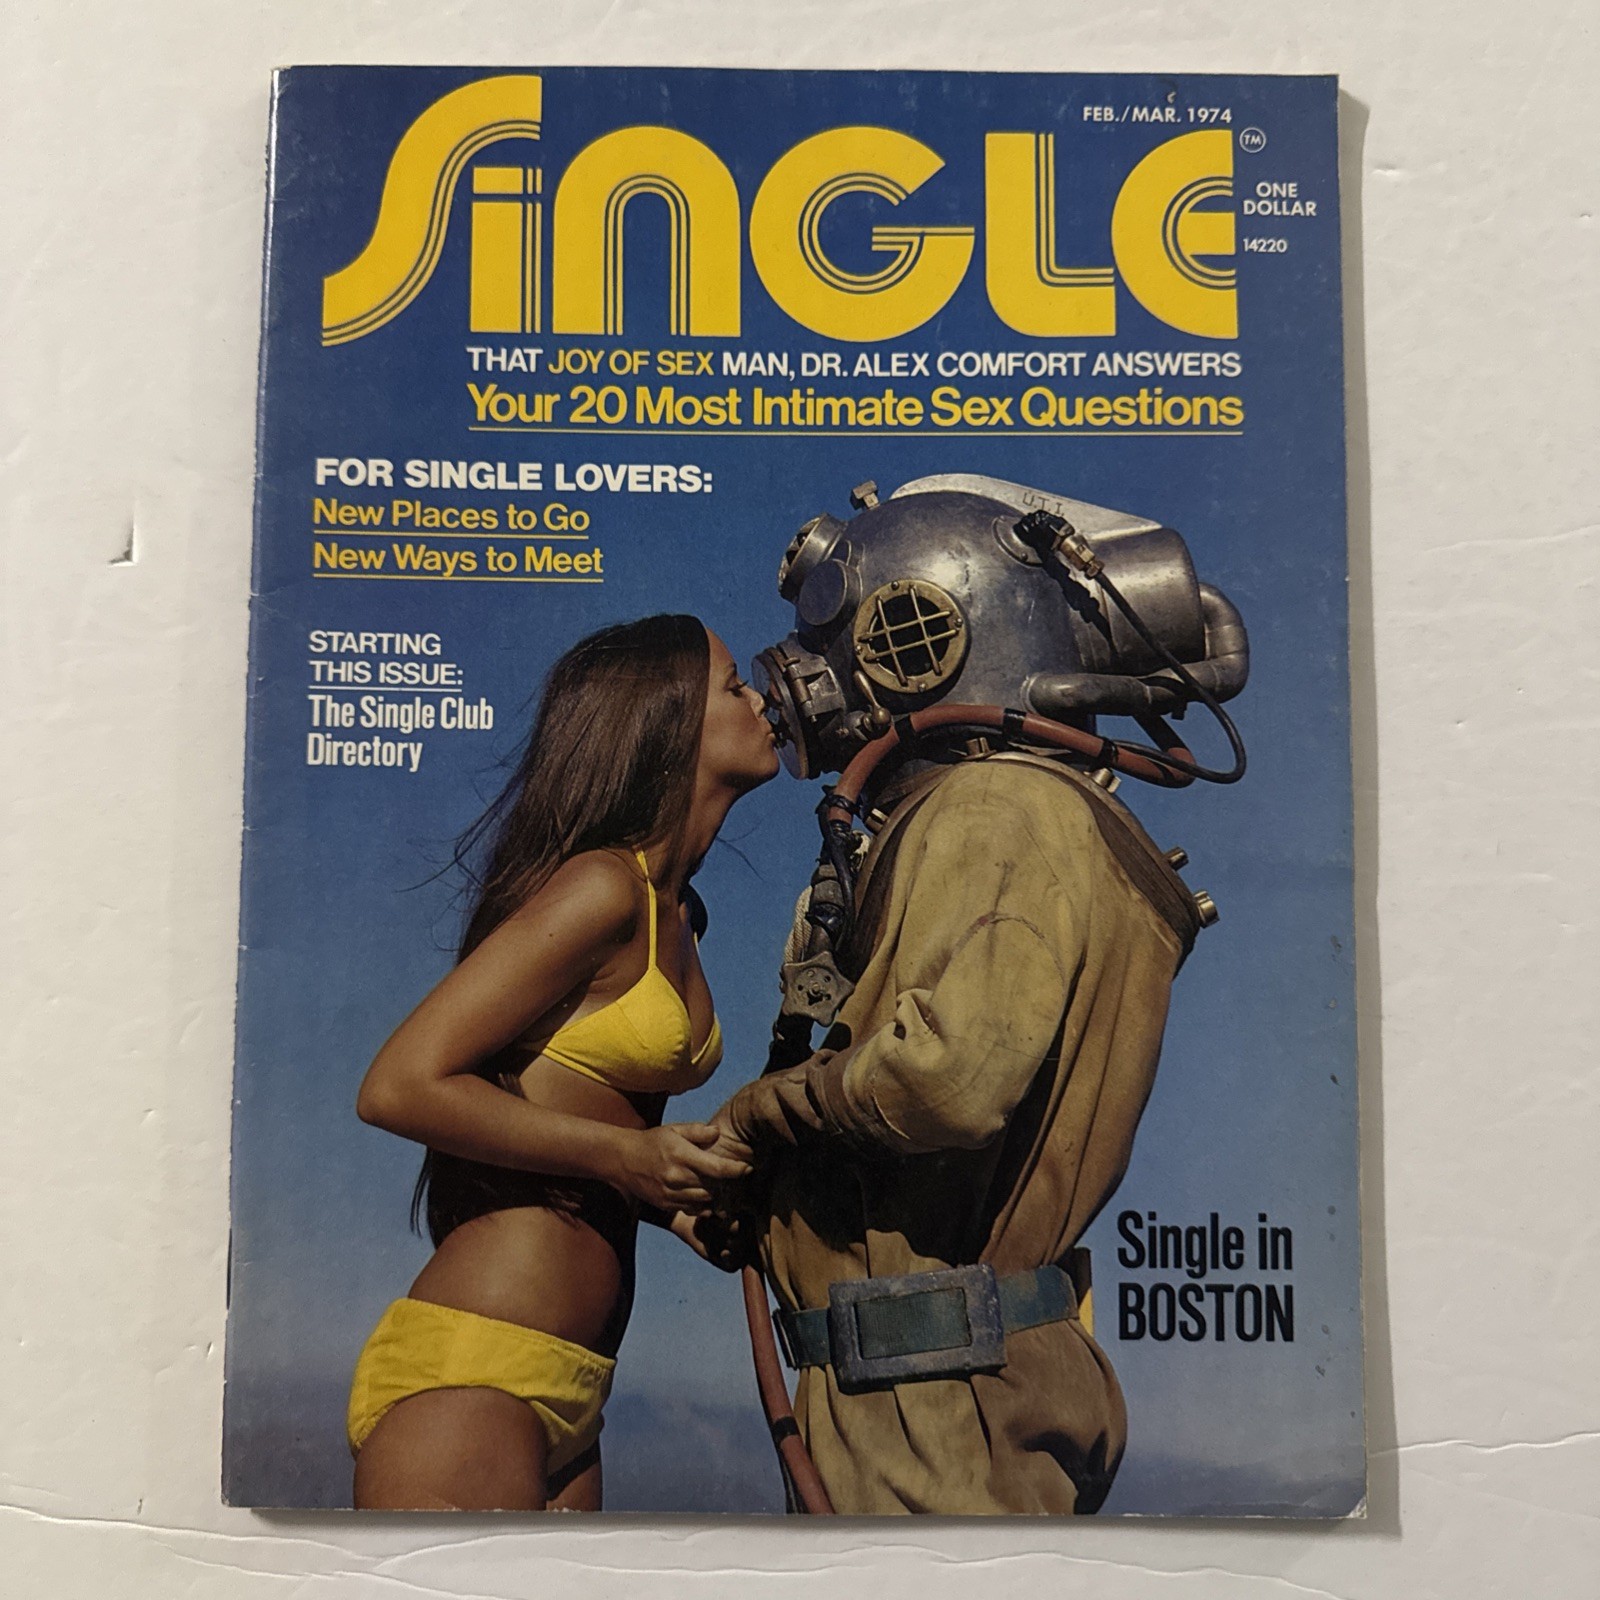 FEB./MAR. 1974
SiNGLE
TM
ONE
DOLLAR
14220
THAT JOY OF SEX MAN, DR. ALEX COMFORT ANSWERS
Your 20 Most Intimate Sex Questions
FOR SINGLE LOVERS:
New Places to Go
New Ways to Meet
STARTING
THIS ISSUE:
The Single Club
Directory
U.T.I.
Single in
BOSTON